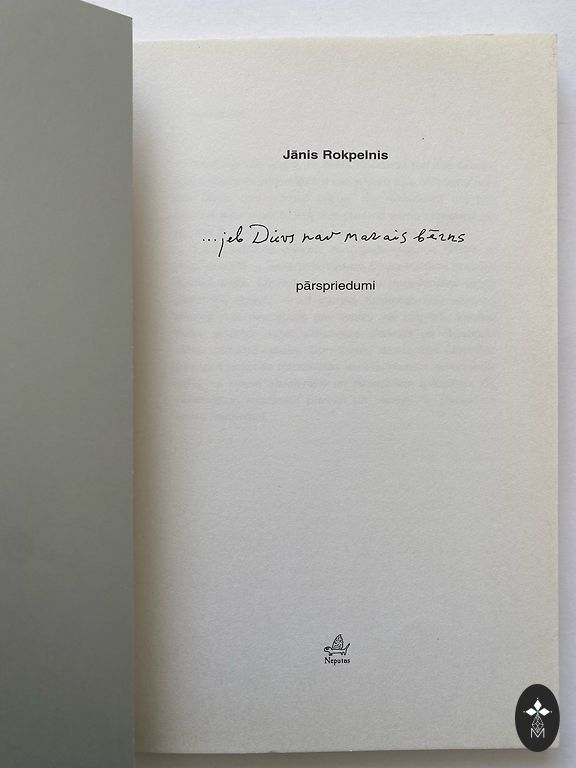 Jānis Rokpelnis
...jeb Dievs nav mazais bērns
pārspriedumi
Neputns
M